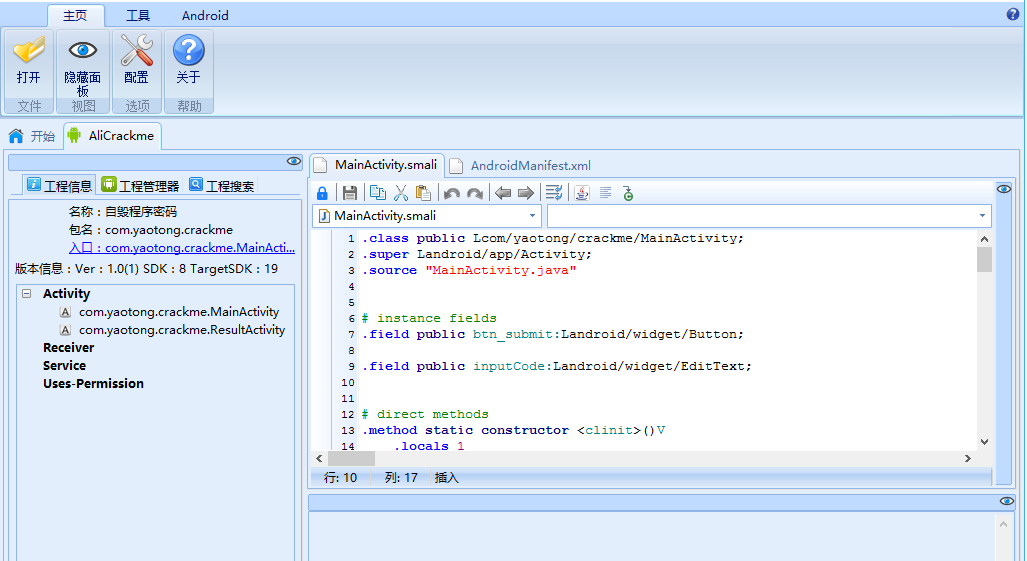 主页 工具 Android
打开 隐藏面板 配置 关于
文件 视图 选项 帮助
开始 AliCrackme
工程信息 工程管理器 工程搜索
名称：自毁程序密码
包名：com.yaotong.crackme
入口：com.yaotong.crackme.MainActi...
版本信息：Ver：1.0(1) SDK：8 TargetSDK：19
Activity
A com.yaotong.crackme.MainActivity
A com.yaotong.crackme.ResultActivity
Receiver
Service
Uses-Permission
MainActivity.smali AndroidManifest.xml
J MainActivity.smali
1 .class public Lcom/yaotong/crackme/MainActivity;
2 .super Landroid/app/Activity;
3 .source "MainActivity.java"
4
5
6 # instance fields
7 .field public btn_submit:Landroid/widget/Button;
8
9 .field public inputCode:Landroid/widget/EditText;
10
11
12 # direct methods
13 .method static constructor <clinit>()V
14 .locals 1
行: 10 列: 17 插入